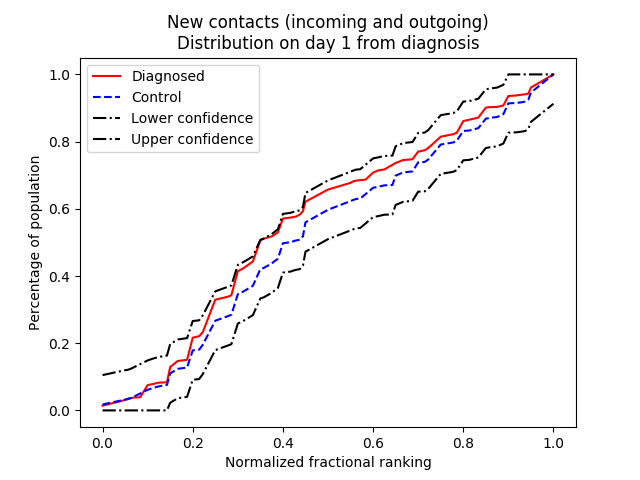 New contacts (incoming and outgoing)
Distribution on day 1 from diagnosis
Diagnosed
Control
Lower confidence
Upper confidence
Percentage of population
1.0
0.8
0.6
0.4
0.2
0.0
0.0 0.2 0.4 0.6 0.8 1.0
Normalized fractional ranking